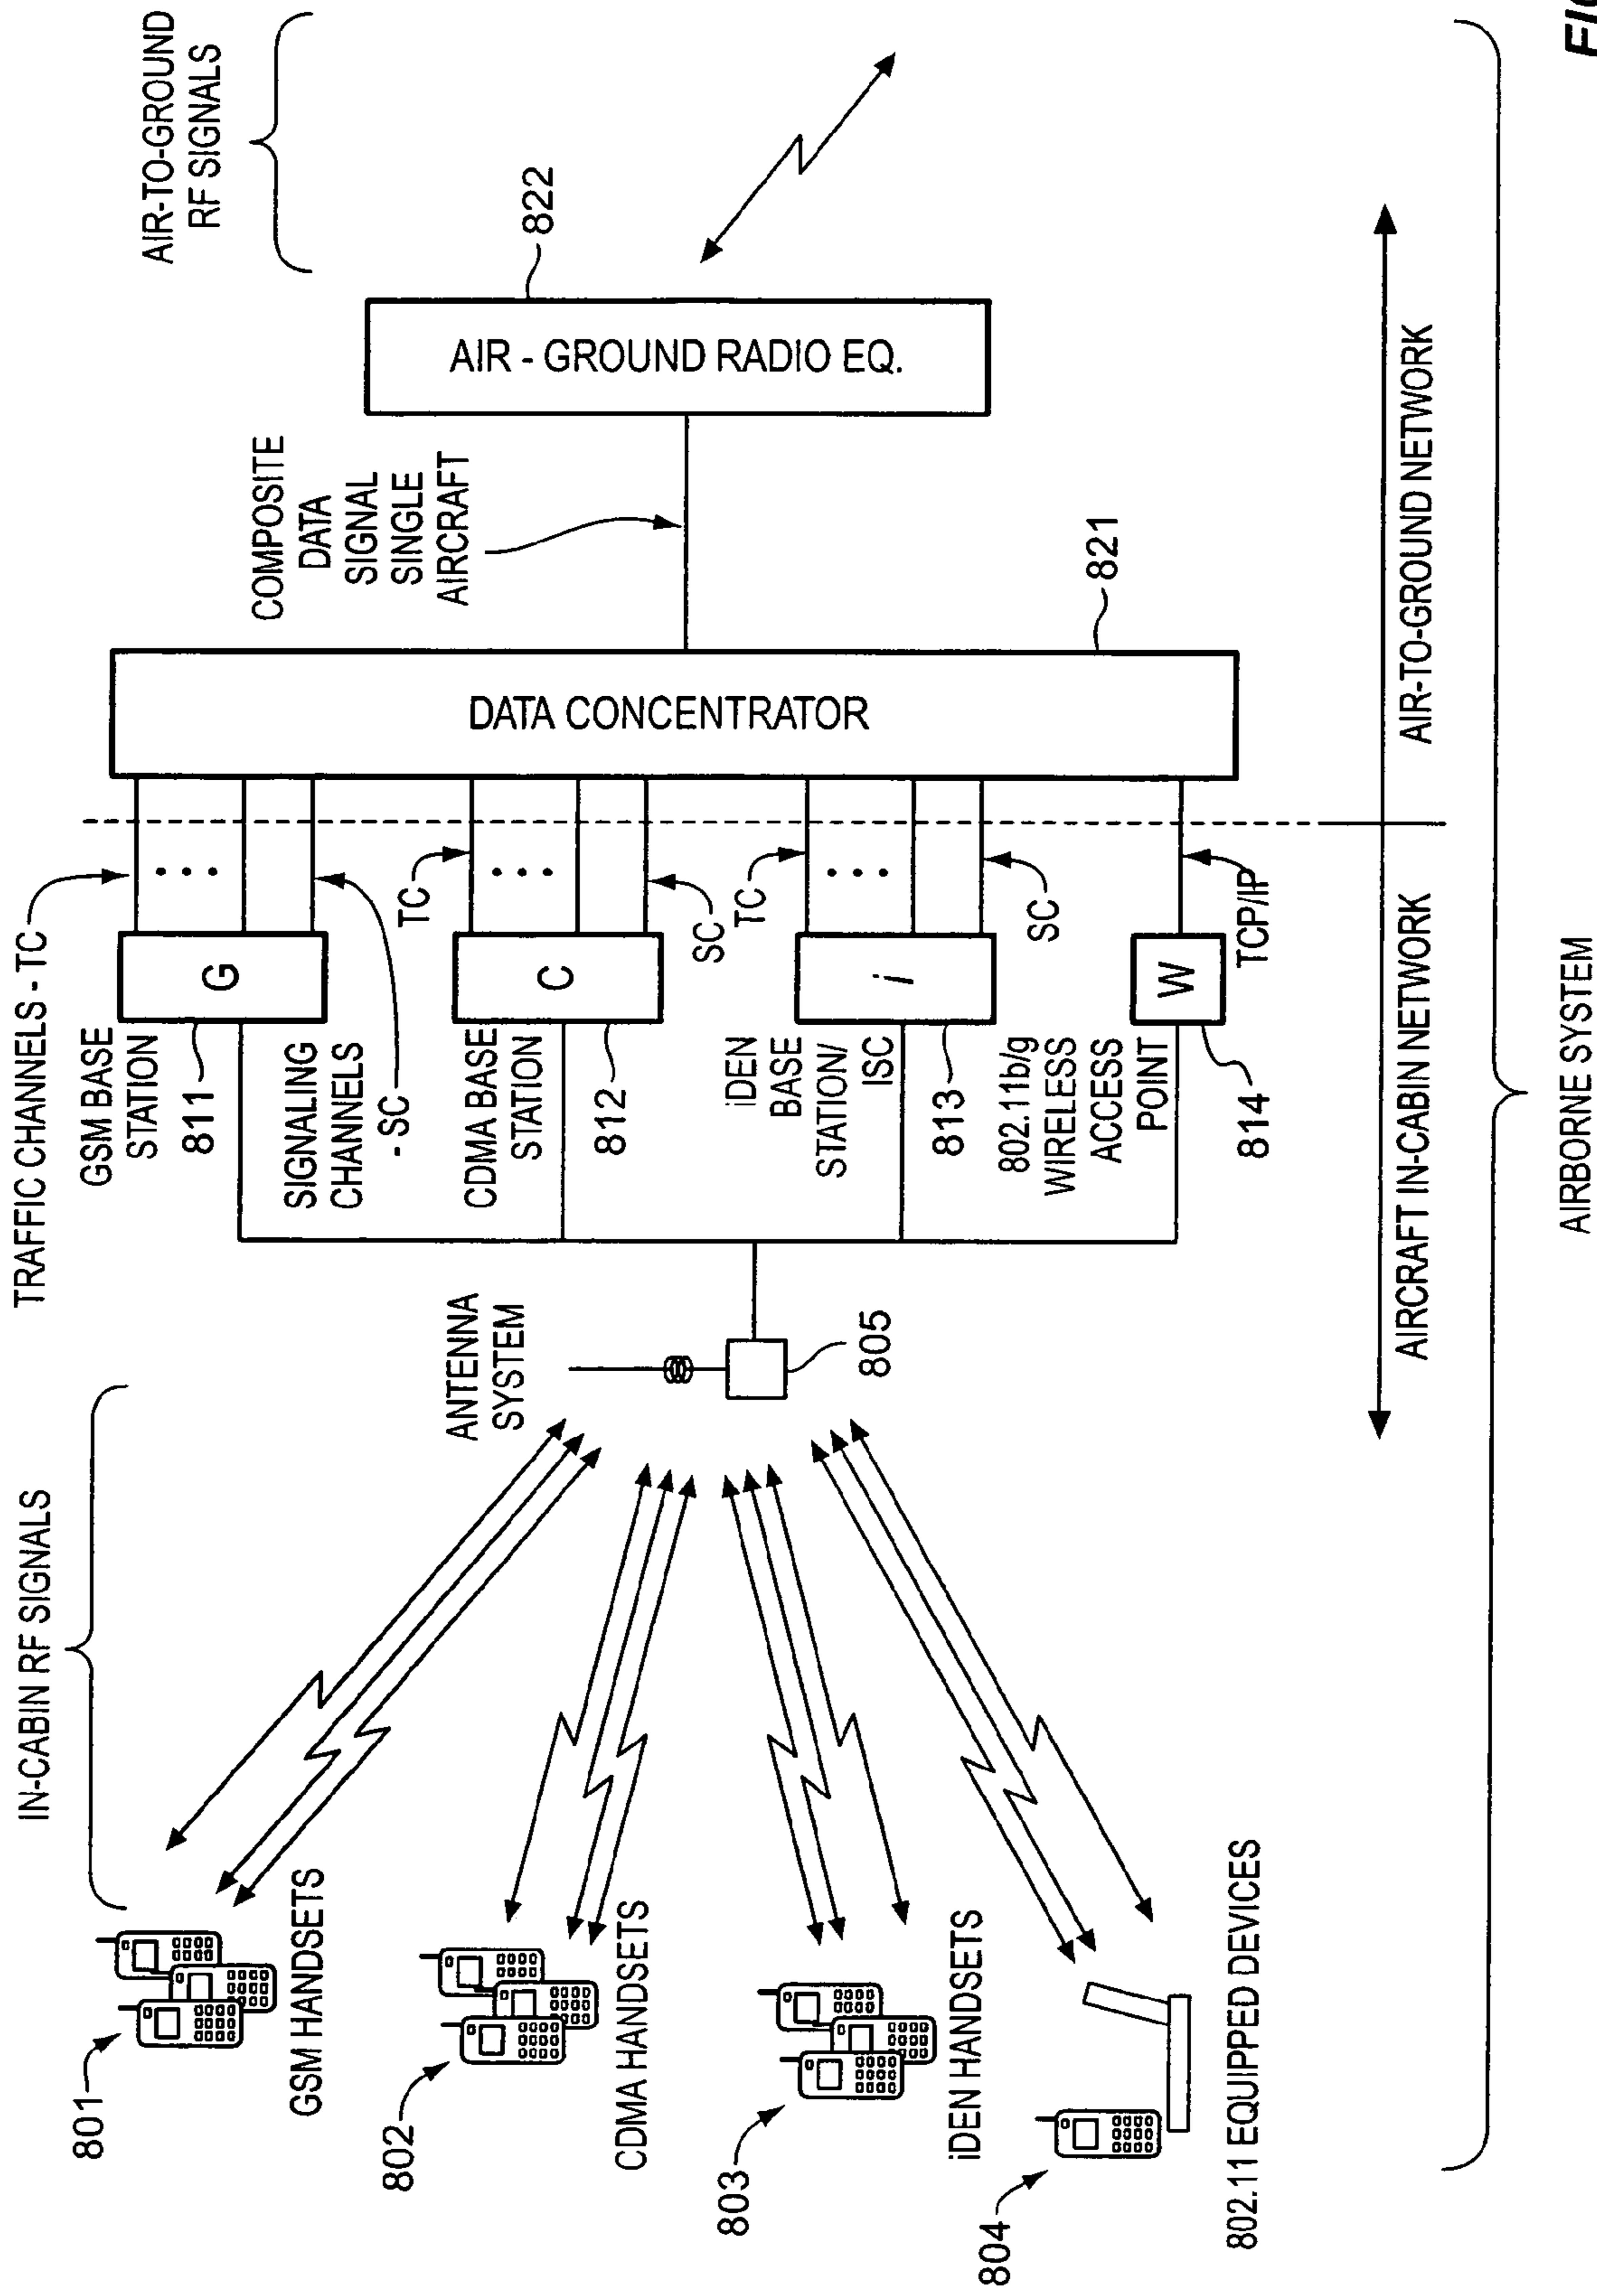 IN-CABIN RF SIGNALS
801
GSM HANDSETS
802
CDMA HANDSETS
803
iDEN HANDSETS
804
802.11 EQUIPPED DEVICES
ANTENNA
SYSTEM
805
TRAFFIC CHANNELS - TC
GSM BASE
STATION
811
G
SIGNALING
CHANNELS
- SC
TC
CDMA BASE
STATION
812
C
SC
TC
iDEN
BASE
STATION/
ISC
813
i
SC
802.11b/g
WIRELESS
ACCESS
POINT
814
W
TCP/IP
DATA CONCENTRATOR
821
COMPOSITE
DATA
SIGNAL
SINGLE
AIRCRAFT
AIR - GROUND RADIO EQ.
822
AIR-TO-GROUND
RF SIGNALS
AIRCRAFT IN-CABIN NETWORK
AIR-TO-GROUND NETWORK
AIRBORNE SYSTEM